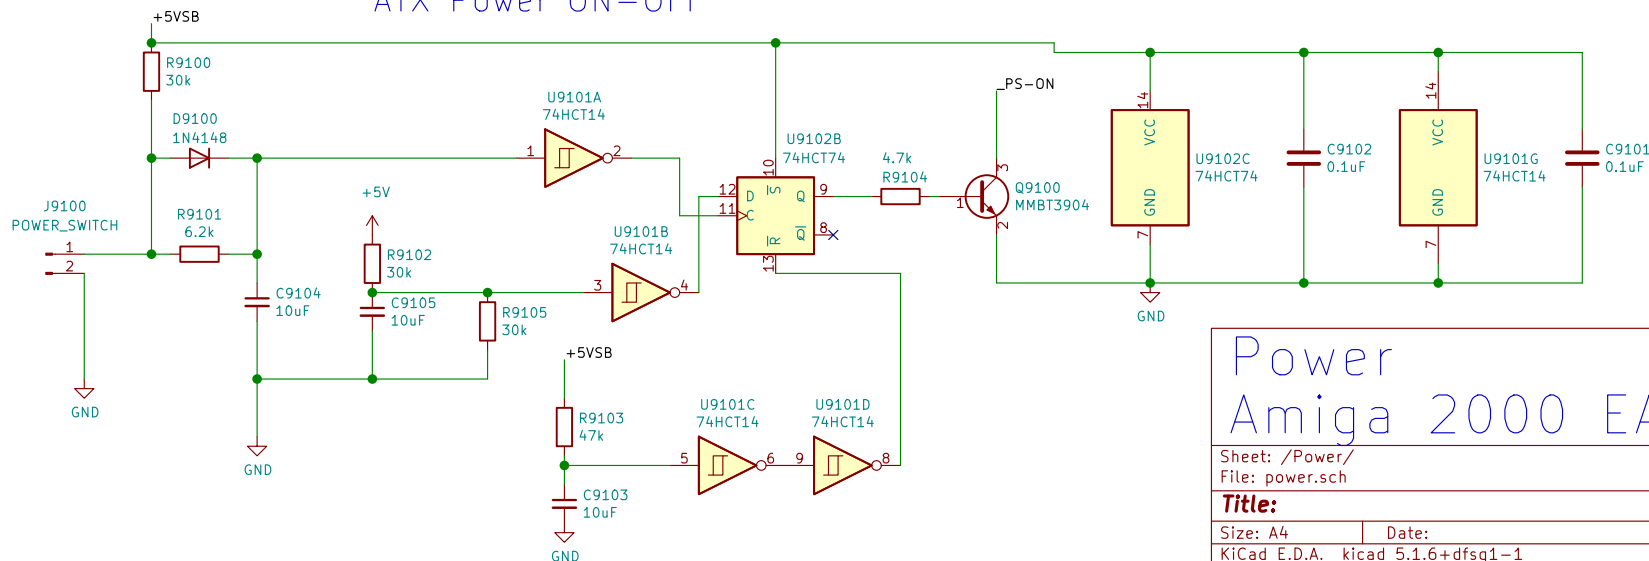 ATX Power ON-OFF
+5VSB
R9100
30k
D9100
1N4148
J9100
POWER_SWITCH
1
2
GND
R9101
6.2k
C9104
10uF
GND
+5V
R9102
30k
C9105
10uF
R9105
30k
U9101A
74HCT14
1
2
U9101B
74HCT14
3
4
+5VSB
R9103
47k
C9103
10uF
GND
U9101C
74HCT14
5
6
U9101D
74HCT14
9
8
U9102B
74HCT74
10
S
12
D
Q
9
11
C
8
Q
R
13
4.7k
R9104
_PS-ON
3
1
Q9100
MMBT3904
2
14
VCC
GND
7
U9102C
74HCT74
GND
C9102
0.1uF
14
VCC
GND
7
U9101G
74HCT14
C9101
0.1uF
Power
Amiga 2000 EA
Sheet: /Power/
File: power.sch
Title:
Size: A4
Date:
KiCad E.D.A. kicad 5.1.6+dfsg1-1